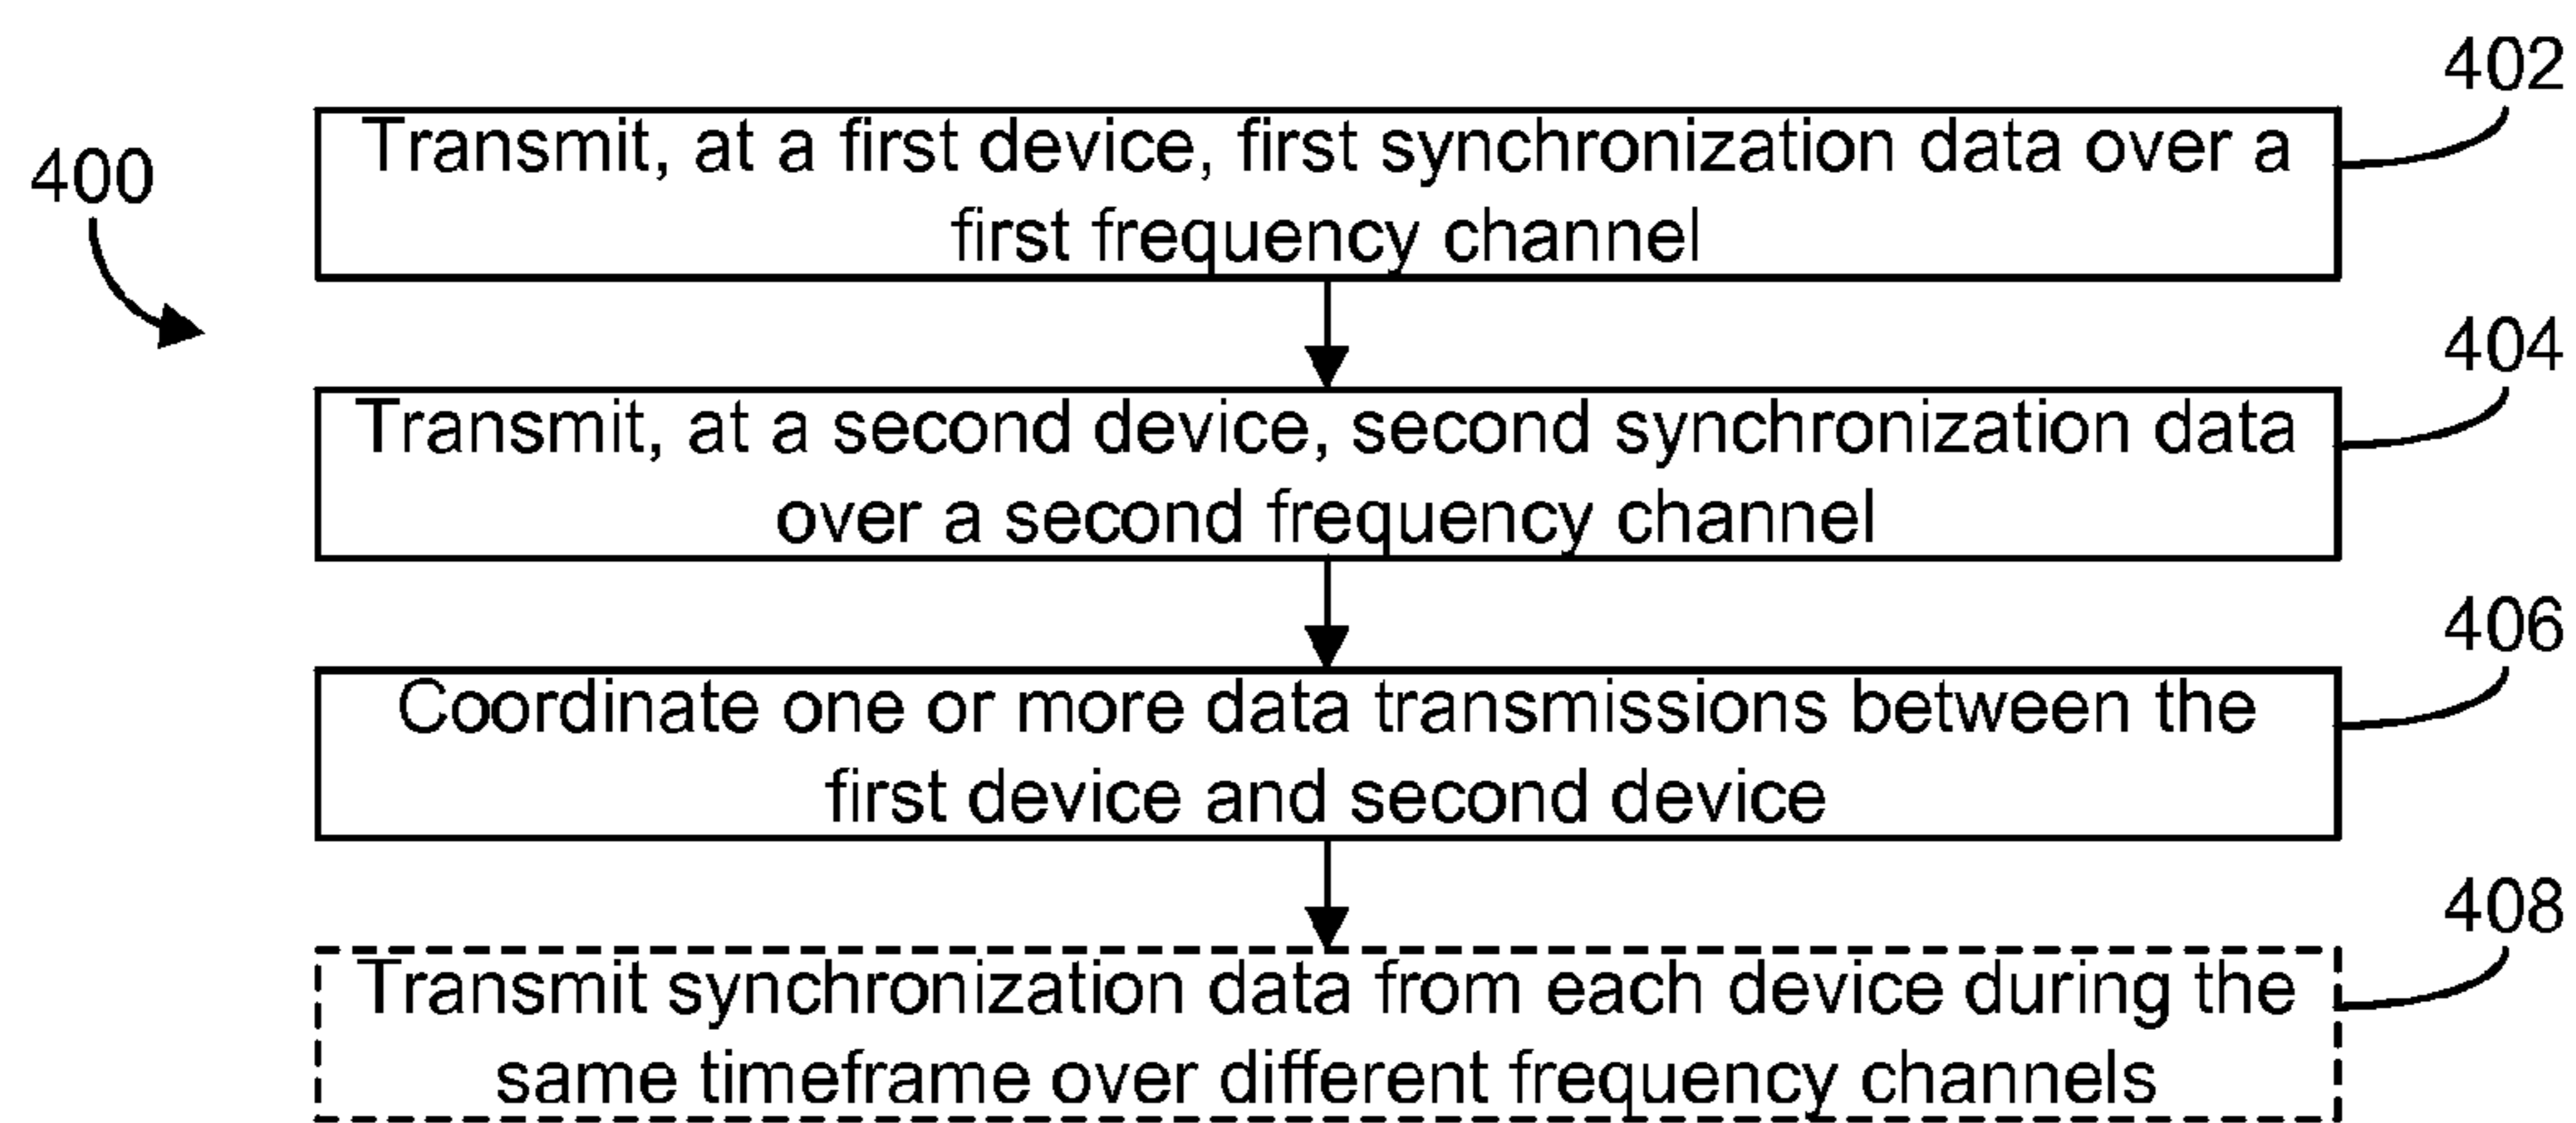 402
400
Transmit, at a first device, first synchronization data over a
first frequency channel
404
Transmit, at a second device, second synchronization data
over a second frequency channel
406
Coordinate one or more data transmissions between the
first device and second device
408
Transmit synchronization data from each device during the
same timeframe over different frequency channels